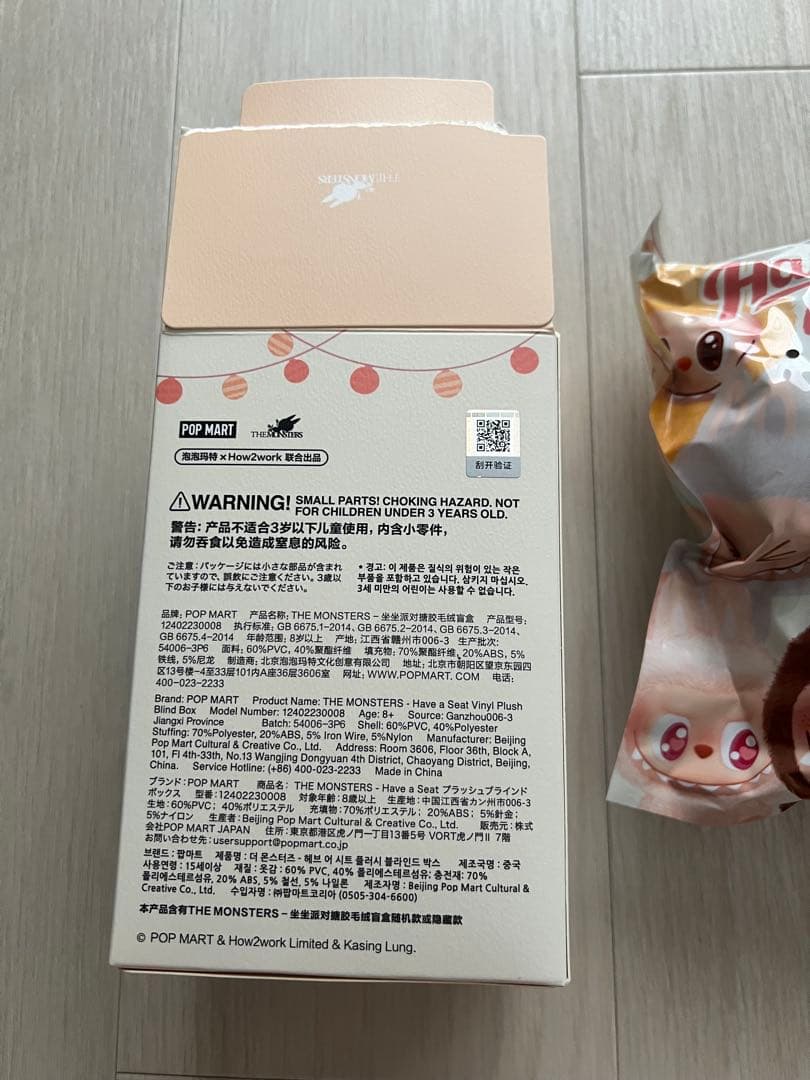 THE MONSTERS
POP MART
THE MONSTERS
泡泡玛特×How2work 联合出品
刮开验证
WARNING! SMALL PARTS! CHOKING HAZARD. NOT
FOR CHILDREN UNDER 3 YEARS OLD.
警告: 产品不适合3岁以下儿童使用, 内含小零件,
请勿吞食以免造成窒息的风险。
ご注意:パッケージには小さな部品が含まれ
ていますので、誤飲にご注意ください。3歳以
下のお子様には与えないでください。
* 경고: 이 제품은 질식의 위험이 있는 작은
부품을 포함하고 있습니다. 삼키지 마십시오.
3세 미만의 어린이는 사용할 수 없습니다.
品牌: POP MART 产品名称: THE MONSTERS – 坐坐派对搪胶毛绒盲盒 产品型号:
12402230008 执行标准: GB 6675.1–2014、GB 6675.2–2014、GB 6675.3–2014、
GB 6675.4–2014 年龄范围: 8岁以上 产地: 江西省赣州市006-3 生产批次:
54006-3P6 面料: 60%PVC, 40%聚酯纤维 填充物: 70%聚酯纤维, 20%ABS, 5%
铁线, 5%尼龙 制造商: 北京泡泡玛特文化创意有限公司 地址: 北京市朝阳区望京东园四
区13号楼-4至33层101内A座36层3606室 网址: WWW.POPMART. COM 电话:
400-023-2233
Brand: POP MART Product Name: THE MONSTERS - Have a Seat Vinyl Plush
Blind Box Model Number: 12402230008 Age: 8+ Source: Ganzhou006-3
Jiangxi Province Batch: 54006-3P6 Shell: 60%PVC, 40%Polyester
Stuffing: 70%Polyester, 20%ABS, 5% Iron Wire, 5%Nylon Manufacturer: Beijing
Pop Mart Cultural & Creative Co., Ltd. Address: Room 3606, Floor 36th, Block A,
101, Fl 4th-33th, No.13 Wangjing Dongyuan 4th District, Chaoyang District, Beijing,
China. Service Hotline: (+86) 400-023-2233 Made in China
ブランド:POP MART 商品名: THE MONSTERS - Have a Seat プラッシュブラインド
ボックス 型番:12402230008 対象年齢:8歳以上 生産地:中国江西省カン州市006-3
生地:60%PVC; 40%ポリエステル 充填物:70%ポリエステル; 20%ABS; 5%針金;
5%ナイロン 生産者:Beijing Pop Mart Cultural & Creative Co., Ltd. 販売元:株式
会社POP MART JAPAN 住所:東京都港区虎ノ門一丁目13番5号 VORT虎ノ門II 7階
お問い合わせ先:usersupport@popmart.co.jp
브랜드: 팝마트 제품명: 더 몬스터즈 - 헤브 어 시트 플러시 블라인드 박스 제조국명: 중국
사용연령: 15세이상 재질: 옷감: 60% PVC, 40% 폴리에스테르섬유; 충전재: 70%
폴리에스테르섬유, 20% ABS, 5% 철선, 5% 나일론 제조자명: Beijing Pop Mart Cultural &
Creative Co., Ltd. 수입자명: ㈜팝마트코리아 (0505-304-6600)
本产品含有THE MONSTERS – 坐坐派对搪胶毛绒盲盒随机款或隐藏款
© POP MART & How2work Limited & Kasing Lung.